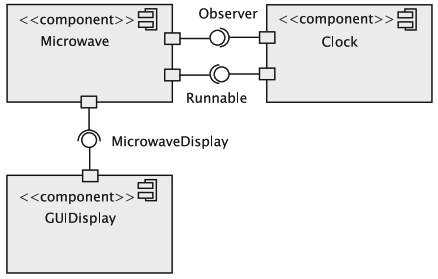 <<component>>
Microwave
Observer
Runnable
<<component>>
Clock
MicrowaveDisplay
<<component>>
GUIDisplay